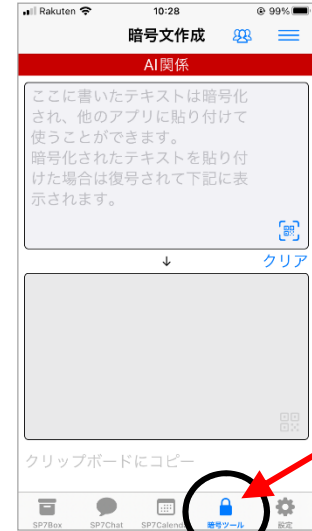 Rakuten 10:28 99%
暗号文作成
AI関係
ここに書いたテキストは暗号化
され、他のアプリに貼り付けて
使うことができます。
暗号化されたテキストを貼り付
けた場合は復号されて下記に表
示されます。
↓ クリア
クリップボードにコピー
SP7Box SP7Chat SP7Calend 暗号ツール 設定